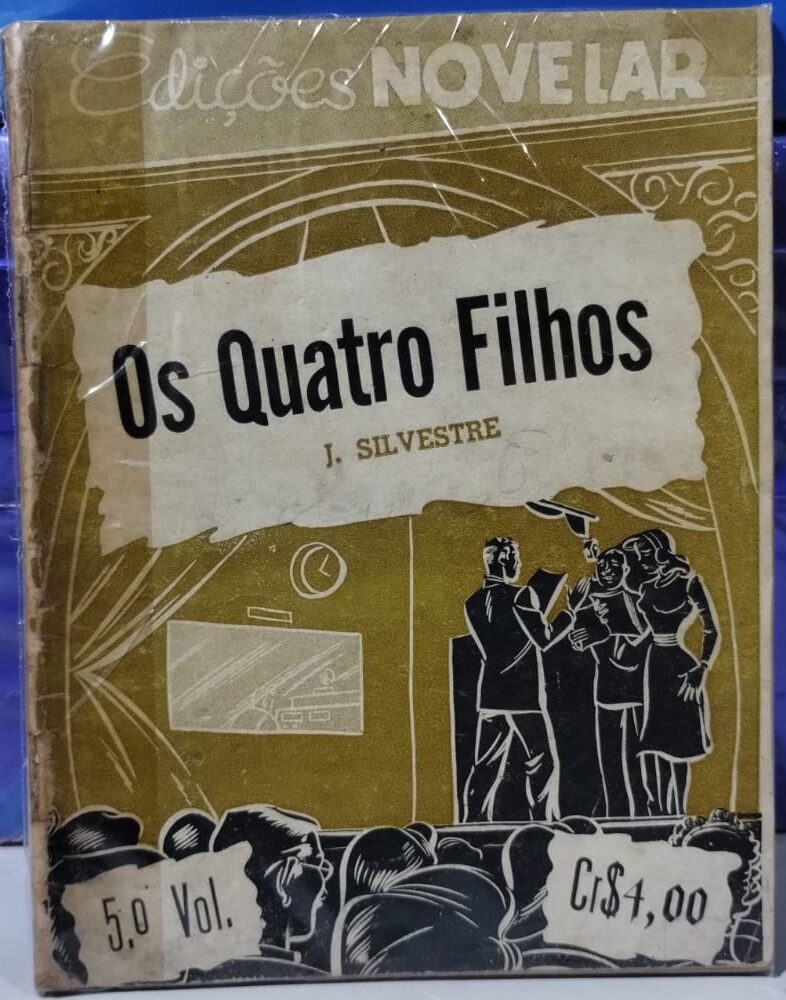 Edições NOVELAR
Os Quatro Filhos
J. SILVESTRE
5.º Vol.
Cr$4,00